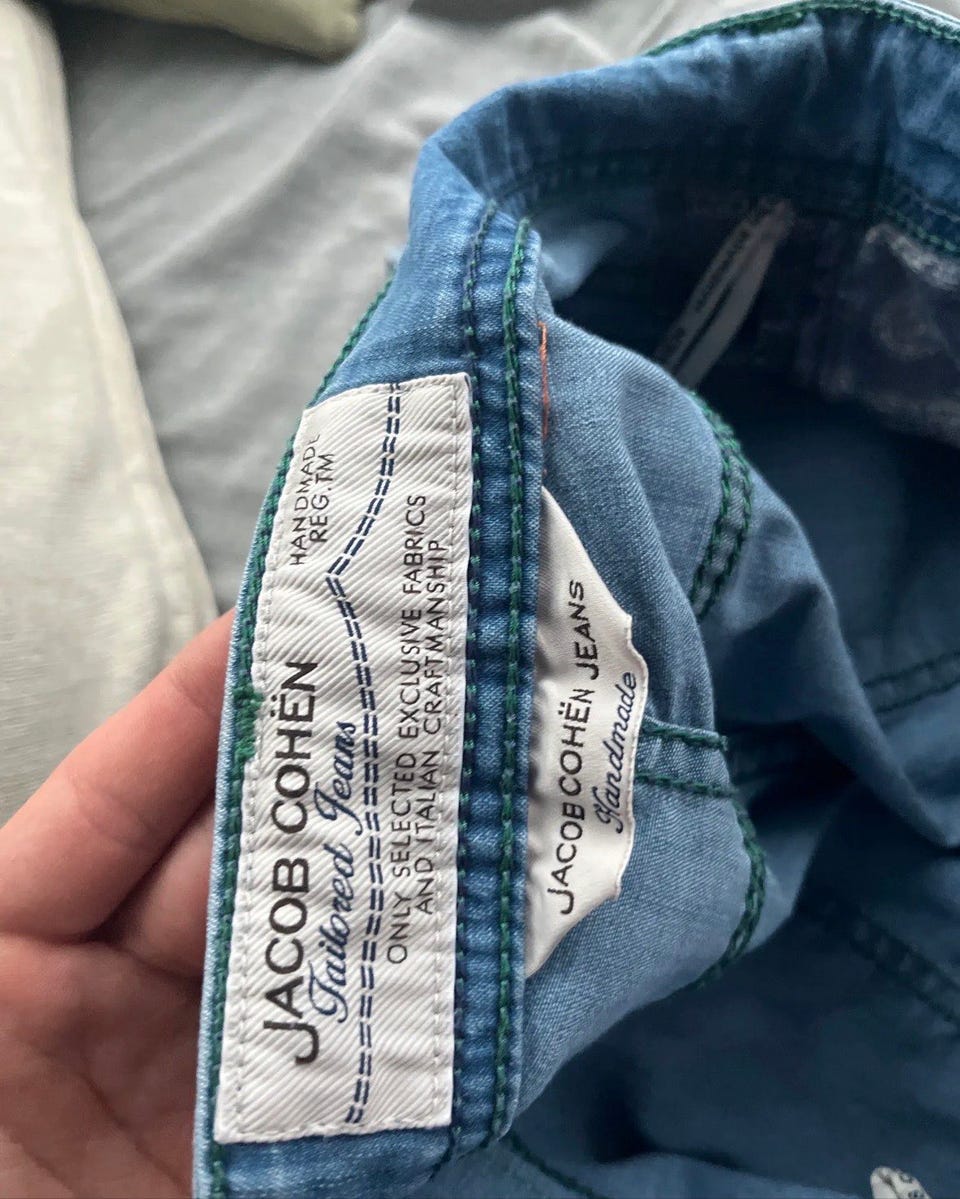 HANDMADE
REG.TM
JACOB COHËN
Tailored Jeans
ONLY SELECTED EXCLUSIVE FABRICS
AND ITALIAN CRAFTMANSHIP
JACOB COHËN JEANS
Handmade